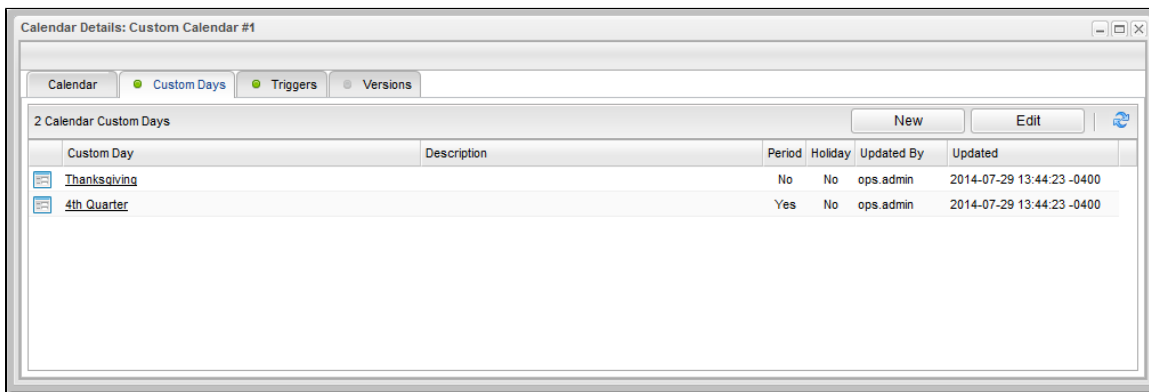 Calendar Details: Custom Calendar #1
Calendar Custom Days Triggers Versions
2 Calendar Custom Days New Edit
Custom Day Description Period Holiday Updated By Updated
Thanksgiving No No ops.admin 2014-07-29 13:44:23 -0400
4th Quarter Yes No ops.admin 2014-07-29 13:44:23 -0400